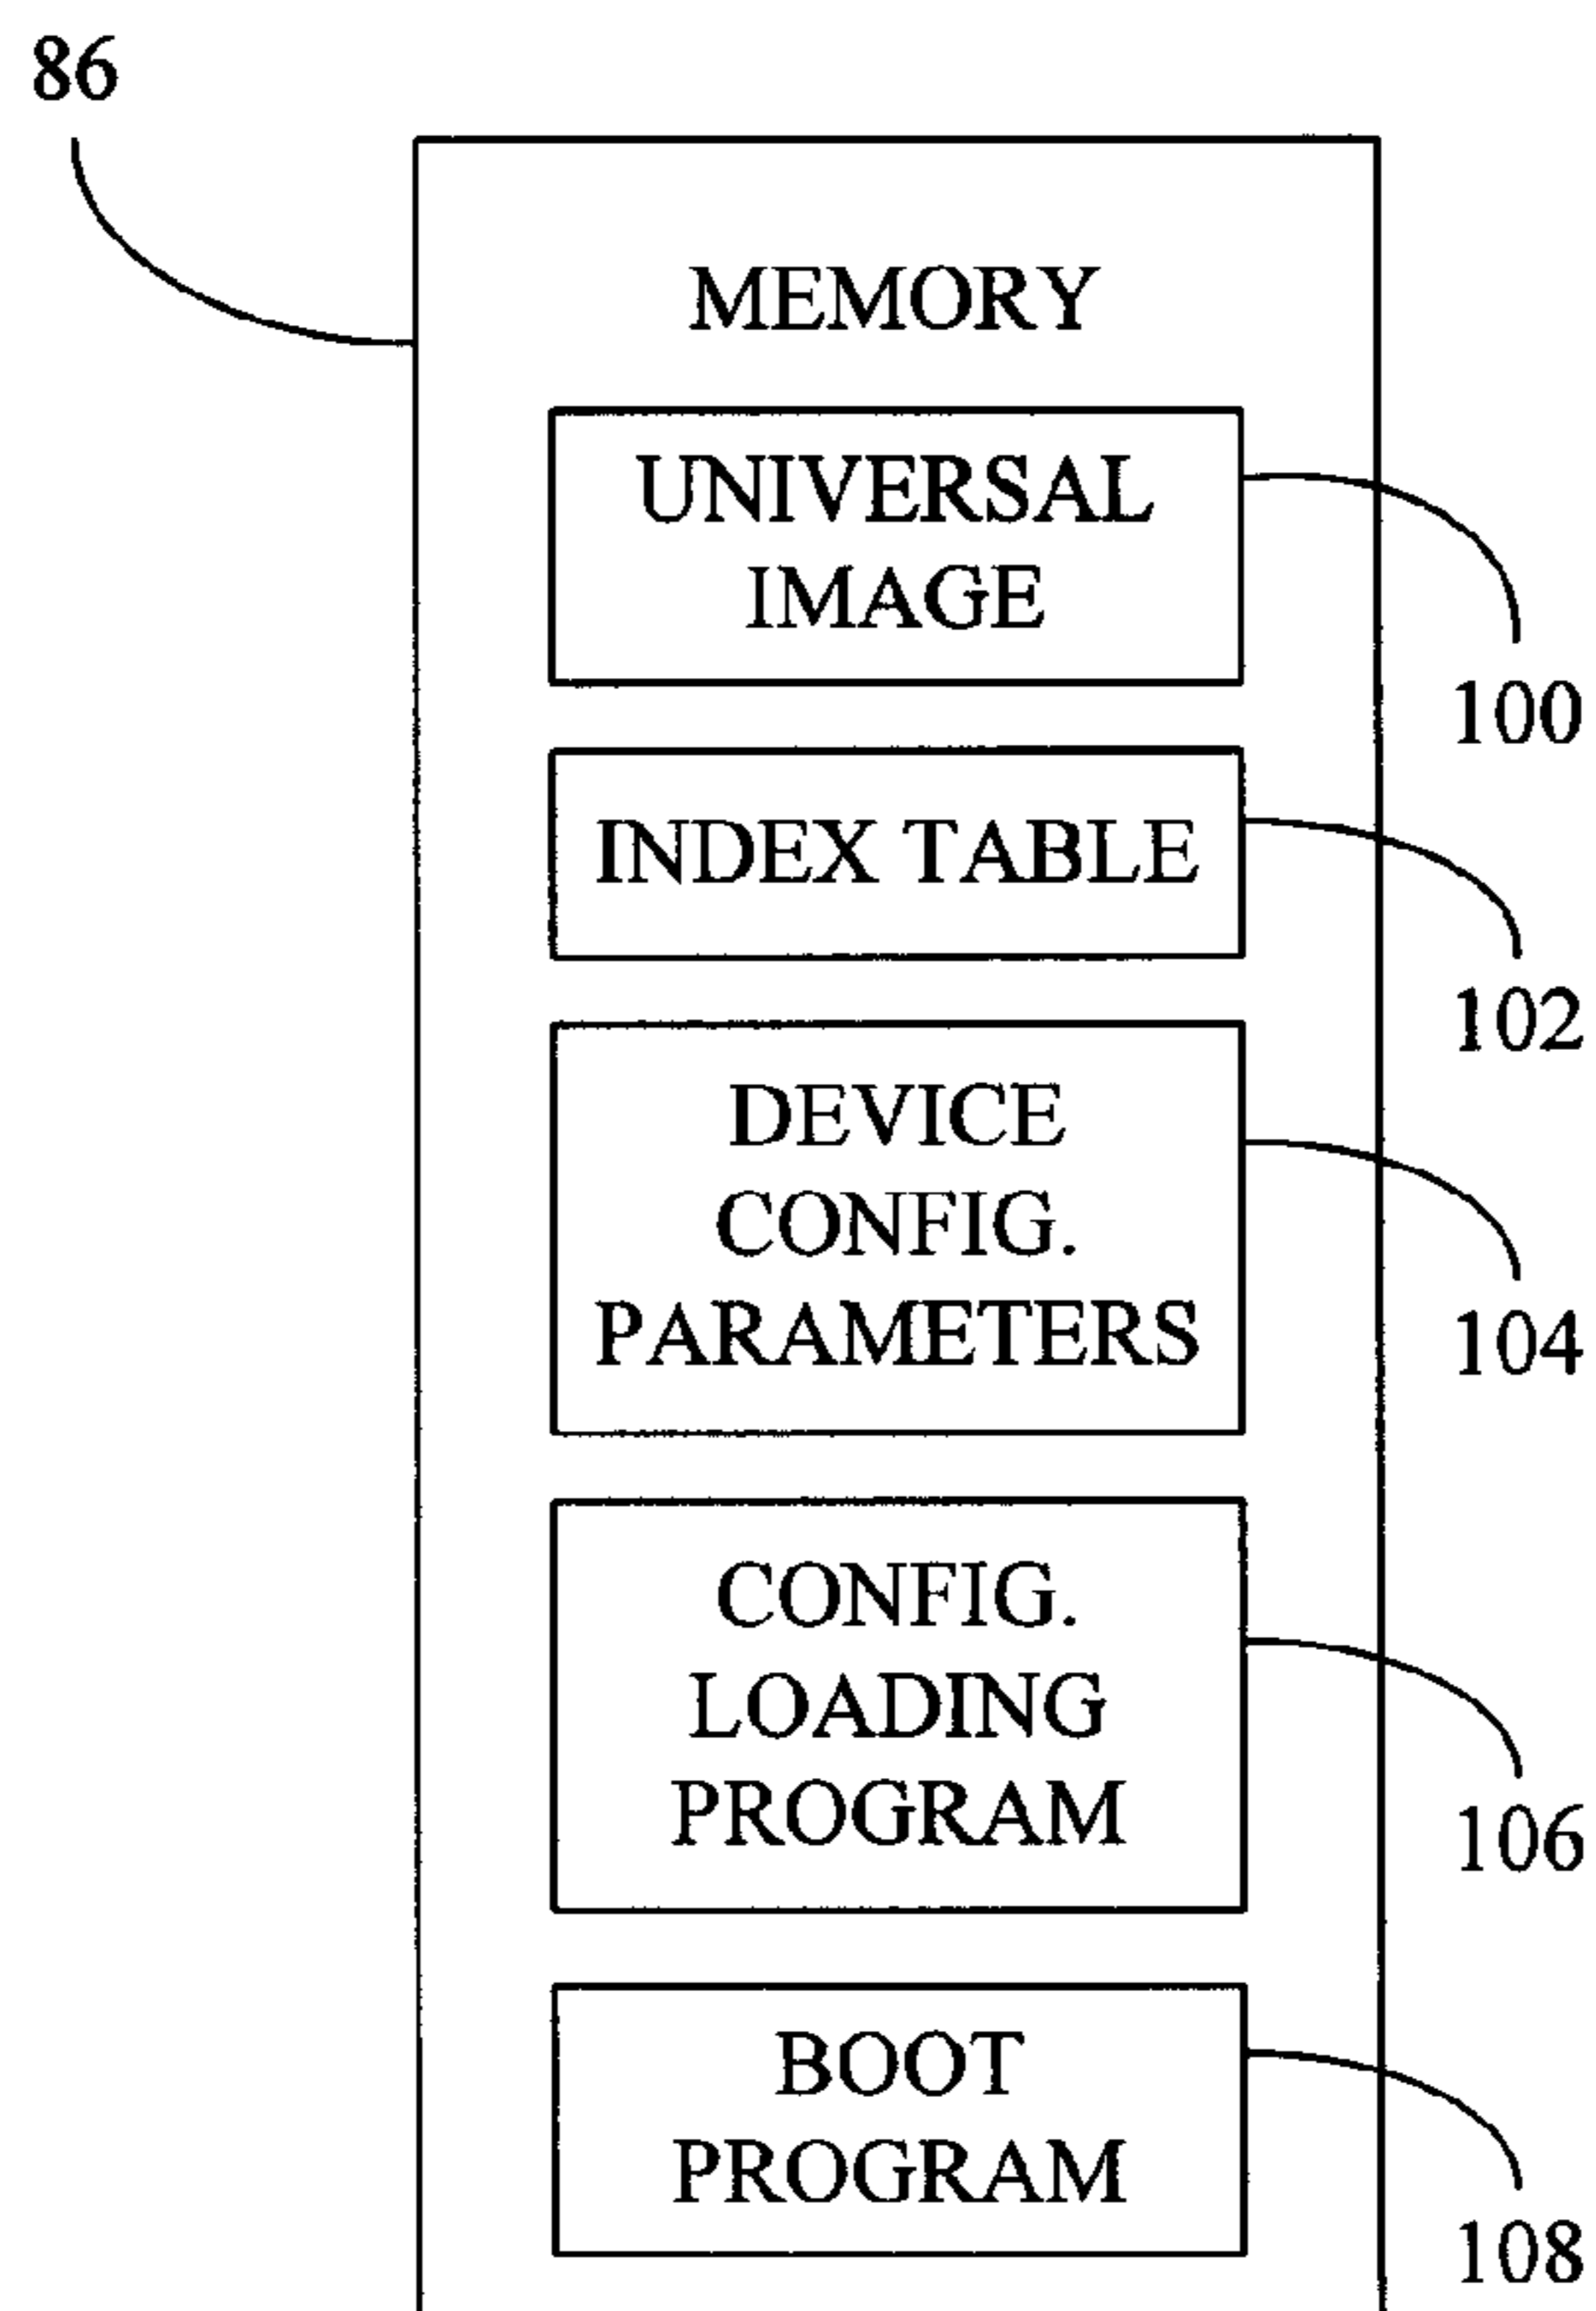 86
MEMORY
UNIVERSAL
IMAGE
100
INDEX TABLE
102
DEVICE
CONFIG.
PARAMETERS
104
CONFIG.
LOADING
PROGRAM
106
BOOT
PROGRAM
108